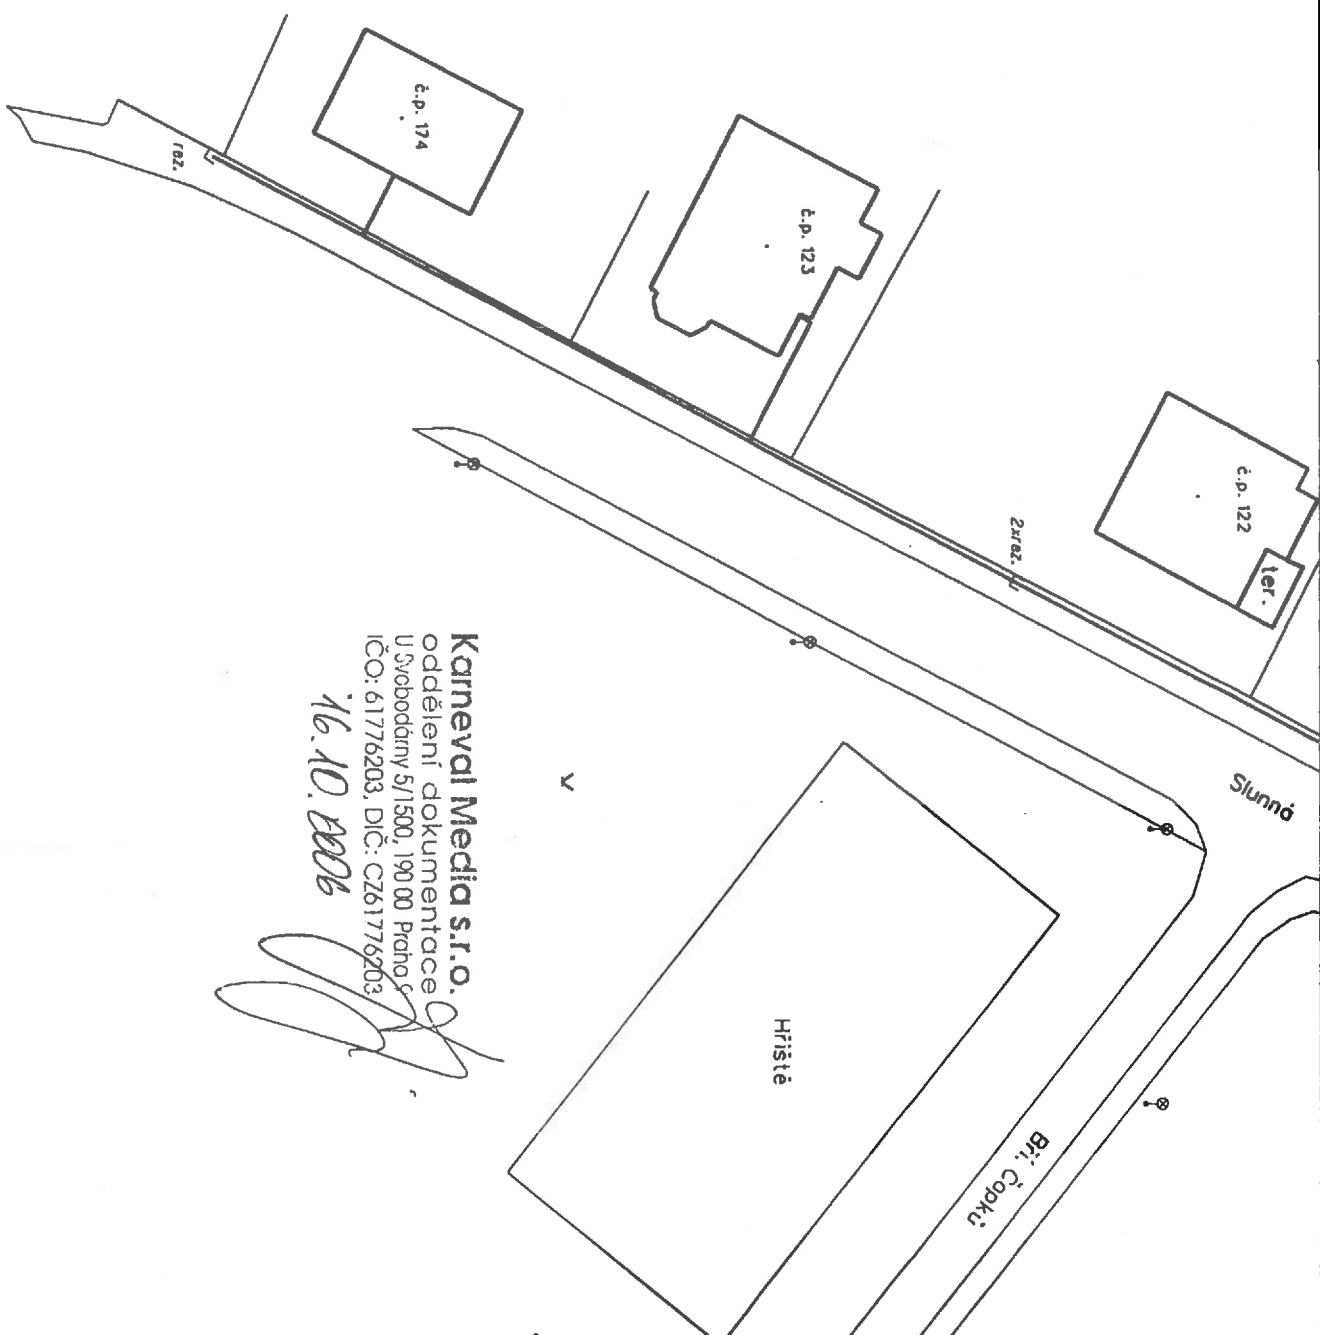 č.p. 174
č.p. 123
č.p. 122
ter.
rez.
2xrez.
Slunná
Karneval Media s.r.o.
oddělení dokumentace
U Svobodárny 5/1500, 190 00 Praha 9
IČO: 61776203, DIČ: CZ61776203
16. 10. 2006
Hřiště
Bří. Čapků